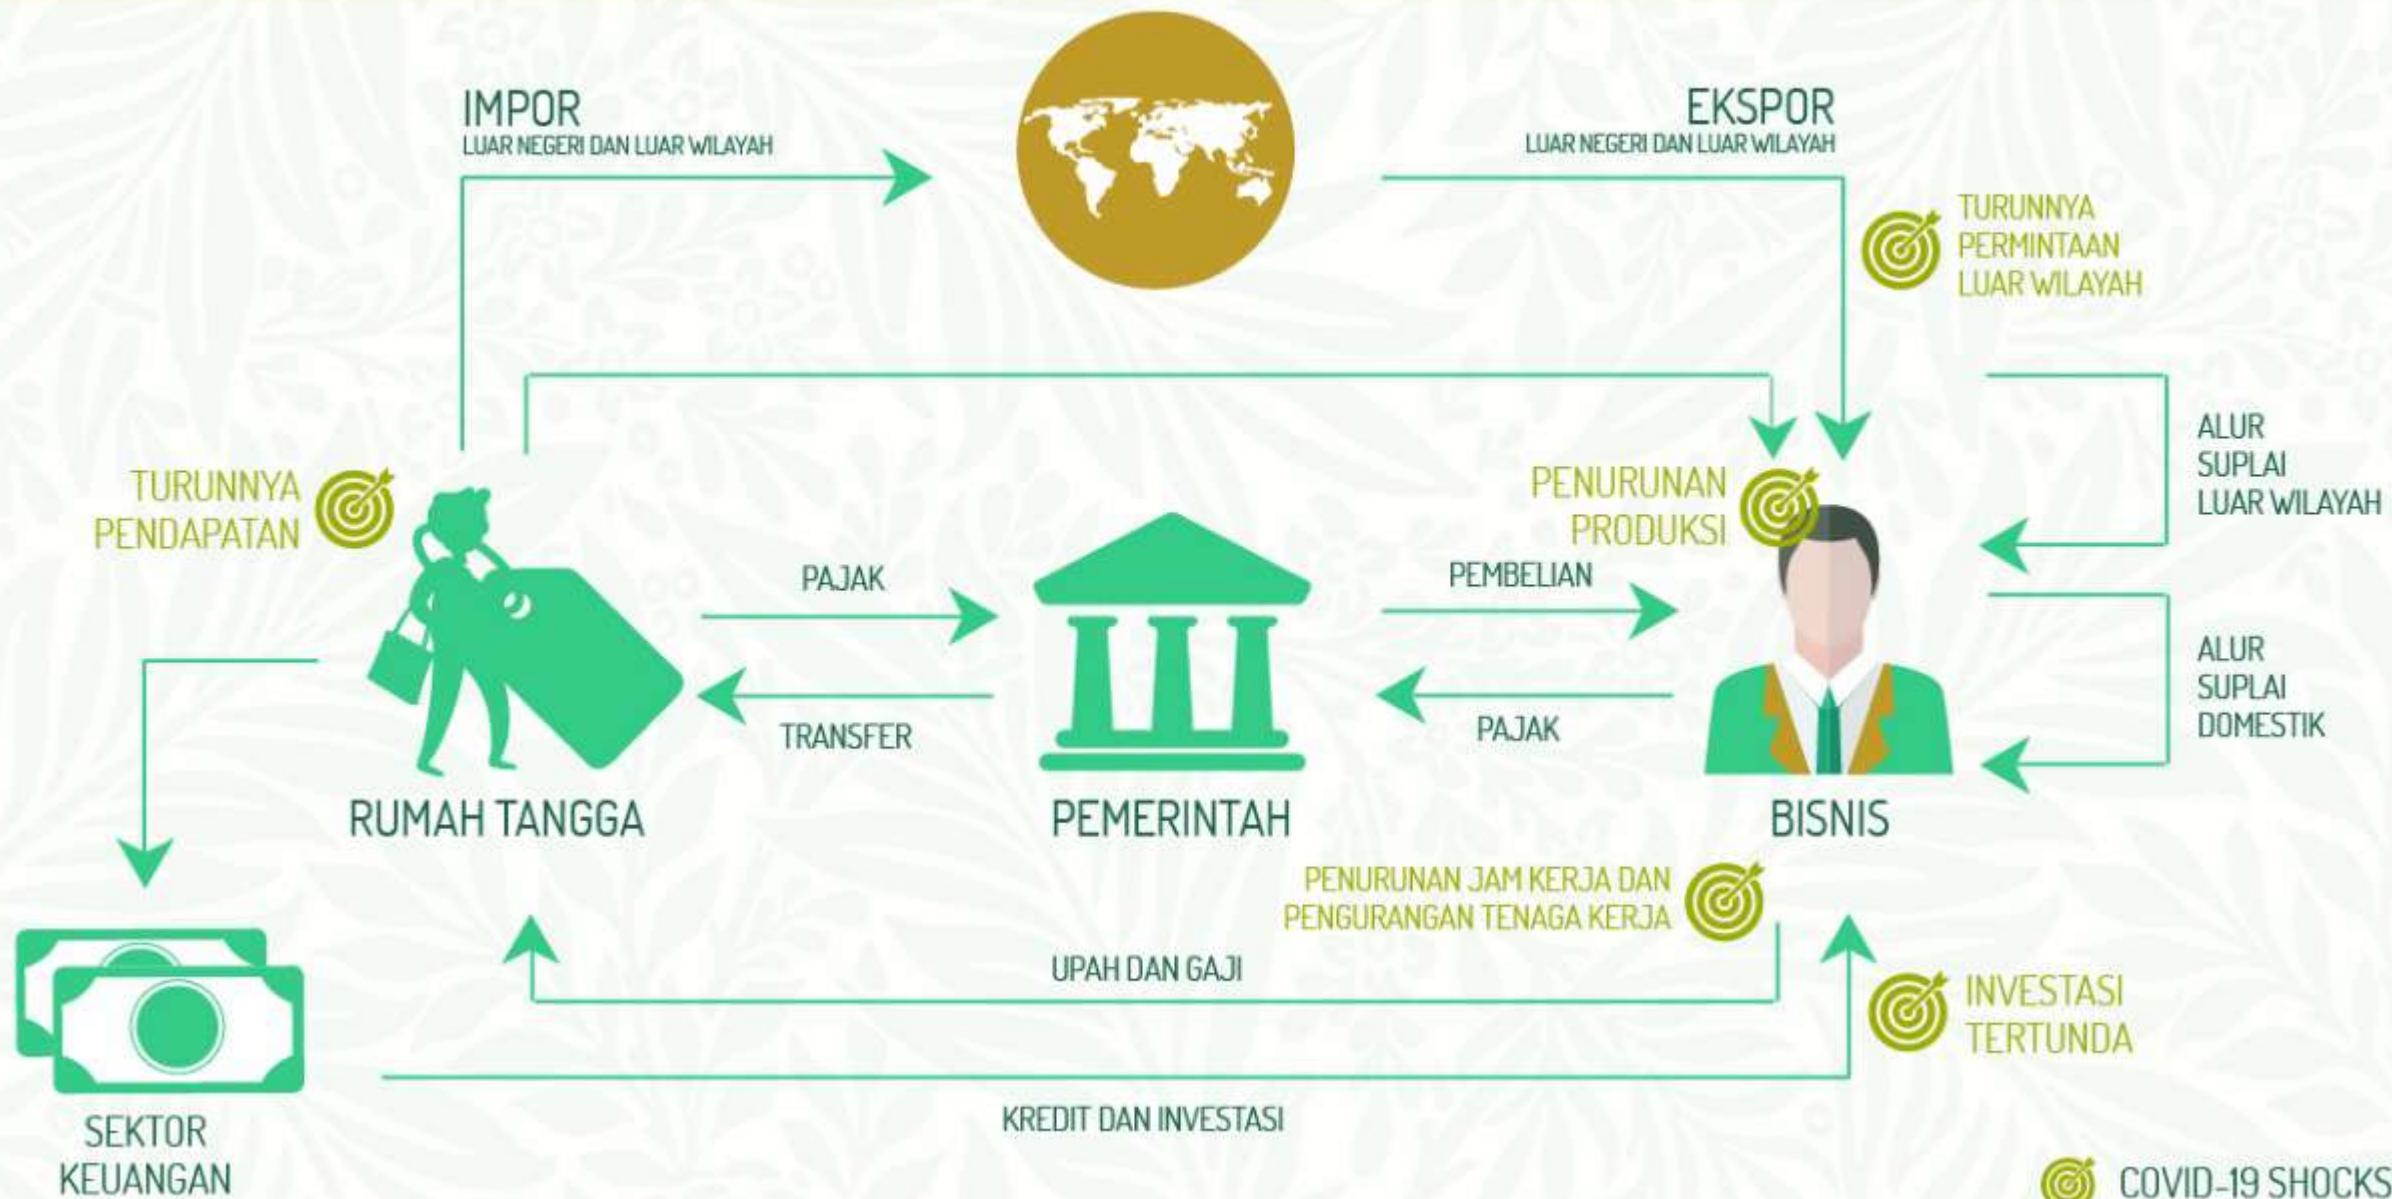 IMPOR
LUAR NEGERI DAN LUAR WILAYAH
EKSPOR
LUAR NEGERI DAN LUAR WILAYAH
TURUNNYA
PERMINTAAN
LUAR WILAYAH
ALUR
SUPLAI
LUAR WILAYAH
TURUNNYA
PENDAPATAN
PENURUNAN
PRODUKSI
PAJAK
PEMBELIAN
TRANSFER
PAJAK
ALUR
SUPLAI
DOMESTIK
RUMAH TANGGA
PEMERINTAH
BISNIS
PENURUNAN JAM KERJA DAN
PENGURANGAN TENAGA KERJA
UPAH DAN GAJI
INVESTASI
TERTUNDA
KREDIT DAN INVESTASI
SEKTOR
KEUANGAN
COVID-19 SHOCKS